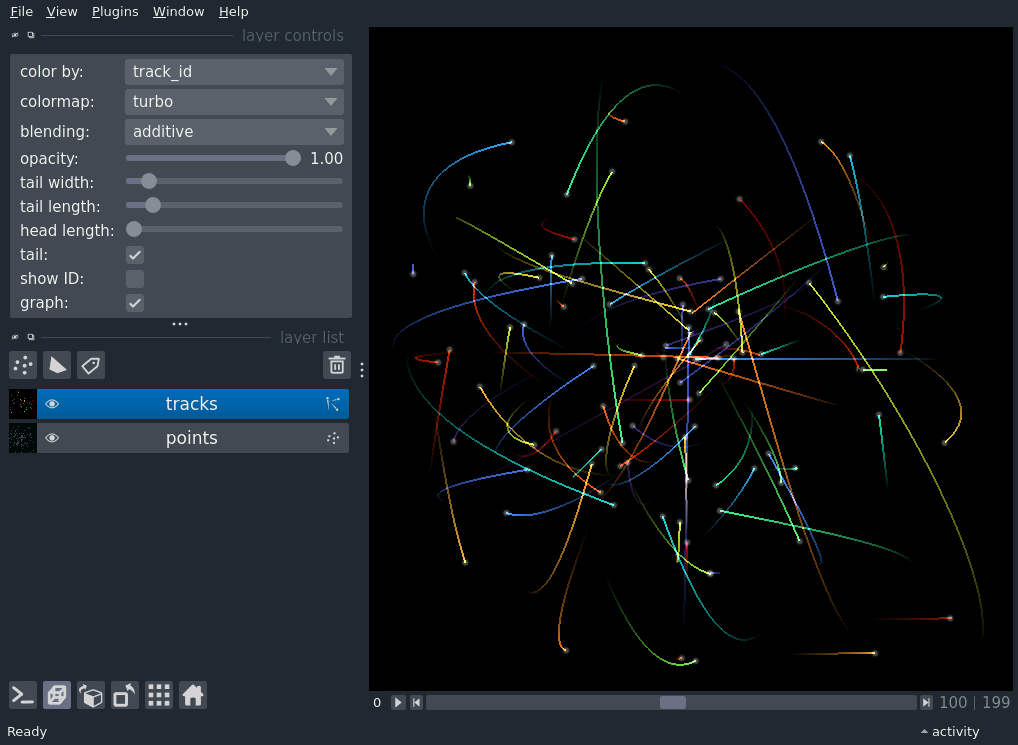 File View Plugins Window Help
layer controls
color by: track_id
colormap: turbo
blending: additive
opacity: 1.00
tail width:
tail length:
head length:
tail:
show ID:
graph:
layer list
tracks
points
0 100 | 199
Ready activity